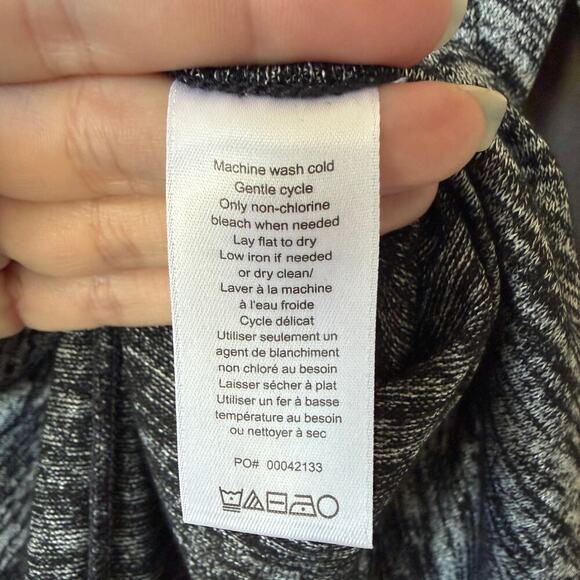 Machine wash cold
Gentle cycle
Only non-chlorine
bleach when needed
Lay flat to dry
Low iron if needed
or dry clean/
Laver à la machine
à l'eau froide
Cycle délicat
Utiliser seulement un
agent de blanchiment
non chloré au besoin
Laisser sécher à plat
Utiliser un fer à basse
température au besoin
ou nettoyer à sec
PO# 00042133